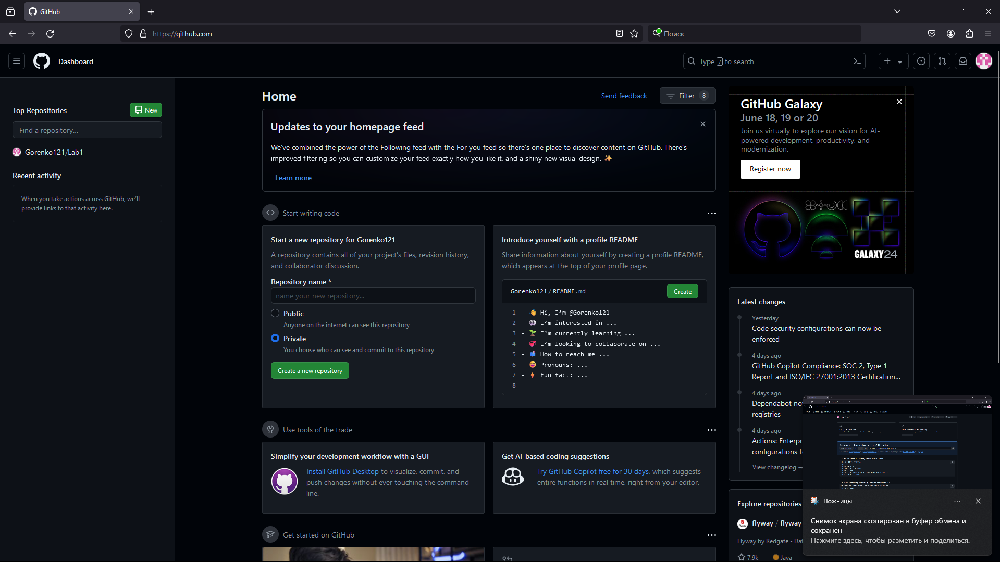 GitHub
https://github.com
Поиск
Dashboard
Type / to search
Top Repositories
New
Find a repository...
Gorenko121/Lab1
Recent activity
When you take actions across GitHub, we'll
provide links to that activity here.
Home
Send feedback
Filter 8
Updates to your homepage feed
We've combined the power of the Following feed with the For you feed so there's one place to discover content on GitHub. There's
improved filtering so you can customize your feed exactly how you like it, and a shiny new visual design. ✨
Learn more
Start writing code
Start a new repository for Gorenko121
A repository contains all of your project's files, revision history,
and collaborator discussion.
Repository name *
name your new repository...
Public
Anyone on the internet can see this repository
Private
You choose who can see and commit to this repository
Create a new repository
Introduce yourself with a profile README
Share information about yourself by creating a profile README,
which appears at the top of your profile page.
Gorenko121 / README.md
Create
1 - 👋 Hi, I'm @Gorenko121
2 - 👀 I'm interested in ...
3 - 🌱 I'm currently learning ...
4 - 💞️ I'm looking to collaborate on ...
5 - 📫 How to reach me ...
6 - 😄 Pronouns: ...
7 - ⚡ Fun fact: ...
8
Use tools of the trade
Simplify your development workflow with a GUI
Install GitHub Desktop to visualize, commit, and
push changes without ever touching the command
line.
Get AI-based coding suggestions
Try GitHub Copilot free for 30 days, which suggests
entire functions in real time, right from your editor.
Get started on GitHub
GitHub Galaxy
June 18, 19 or 20
Join us virtually to explore our vision for AI-
powered development, productivity, and
modernization.
Register now
GALAXY24
Latest changes
Yesterday
Code security configurations can now be
enforced
4 days ago
GitHub Copilot Compliance: SOC 2, Type 1
Report and ISO/IEC 27001:2013 Certification...
4 days ago
Dependabot no
registries
4 days ago
Actions: Enterpr
configurations t
View changelog →
Explore repositories
flyway / flyway
Flyway by Redgate • Dat
7.9k Java
Ножницы
Снимок экрана скопирован в буфер обмена и
сохранен
Нажмите здесь, чтобы разметить и поделиться.